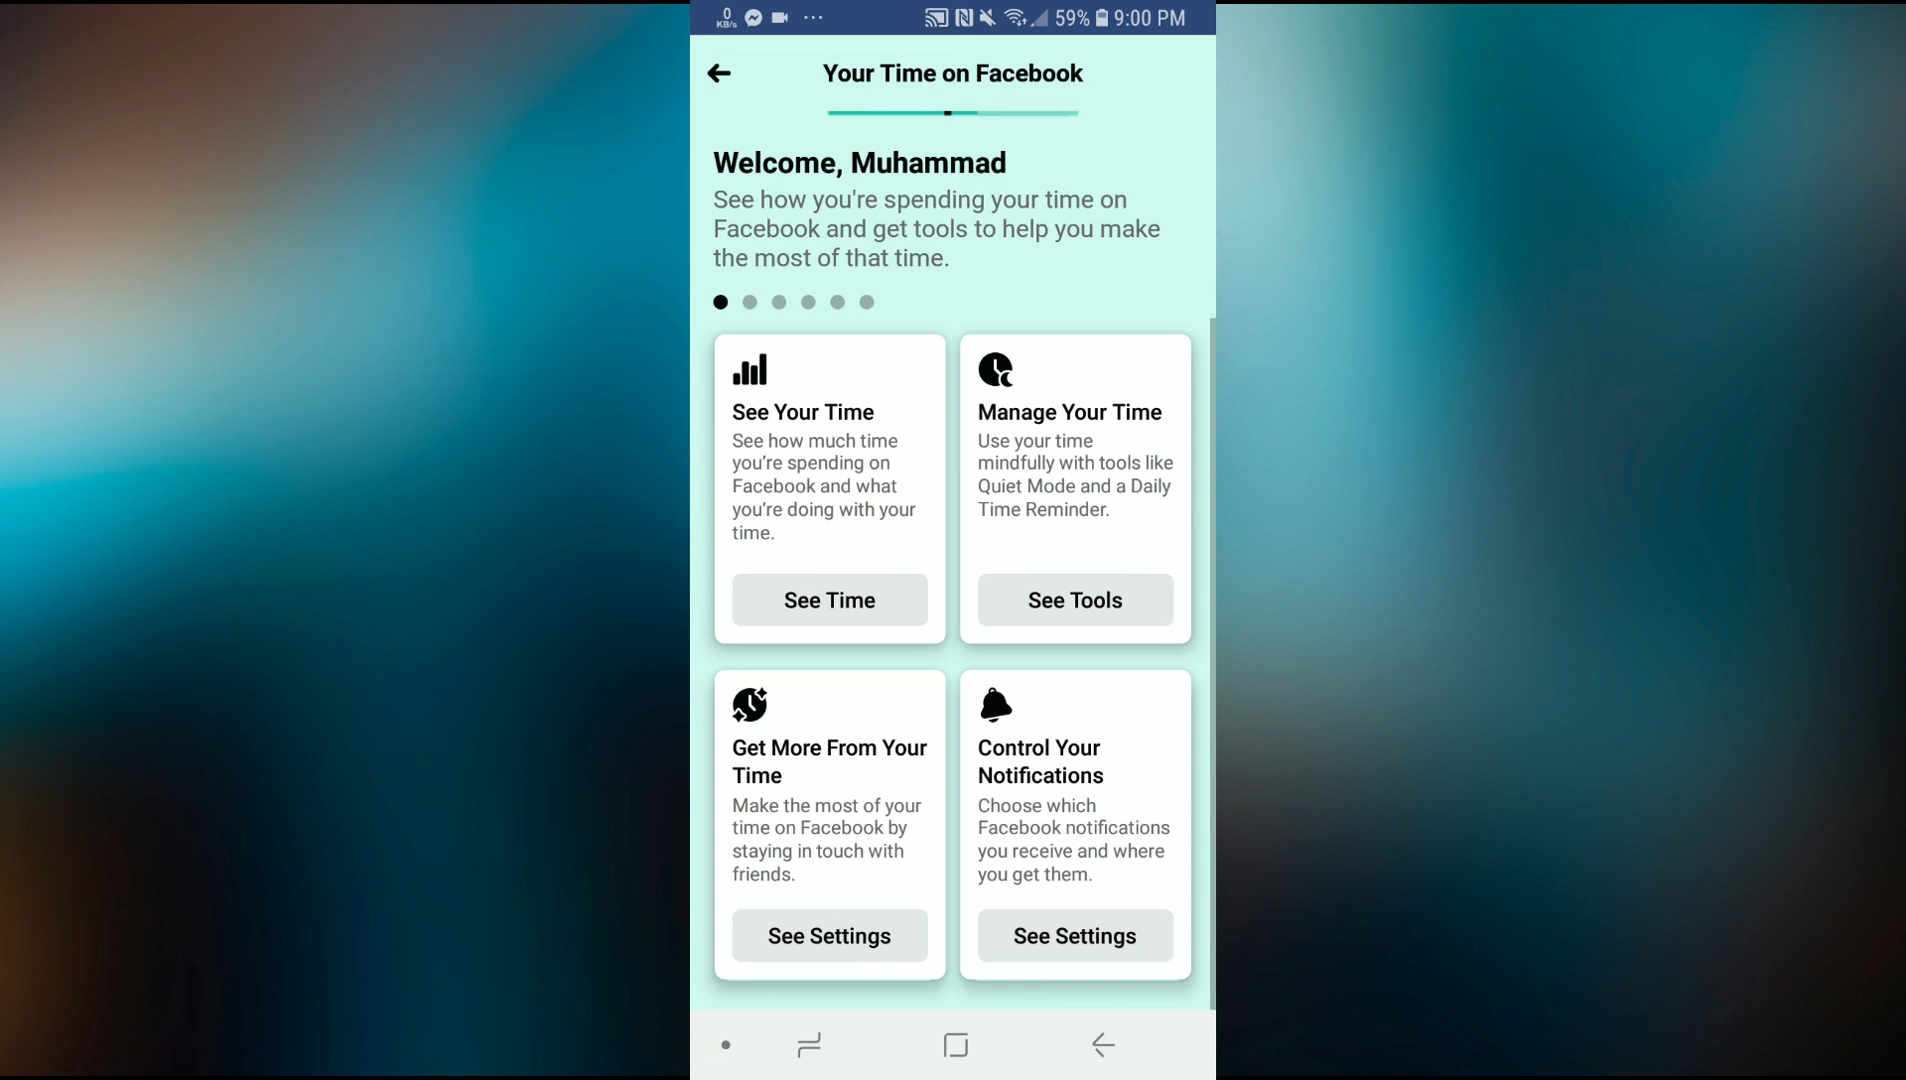 0
KB/s
59% 9:00 PM
Your Time on Facebook
Welcome, Muhammad
See how you're spending your time on
Facebook and get tools to help you make
the most of that time.
See Your Time
See how much time
you’re spending on
Facebook and what
you’re doing with your
time.
See Time
Manage Your Time
Use your time
mindfully with tools like
Quiet Mode and a Daily
Time Reminder.
See Tools
Get More From Your
Time
Make the most of your
time on Facebook by
staying in touch with
friends.
See Settings
Control Your
Notifications
Choose which
Facebook notifications
you receive and where
you get them.
See Settings